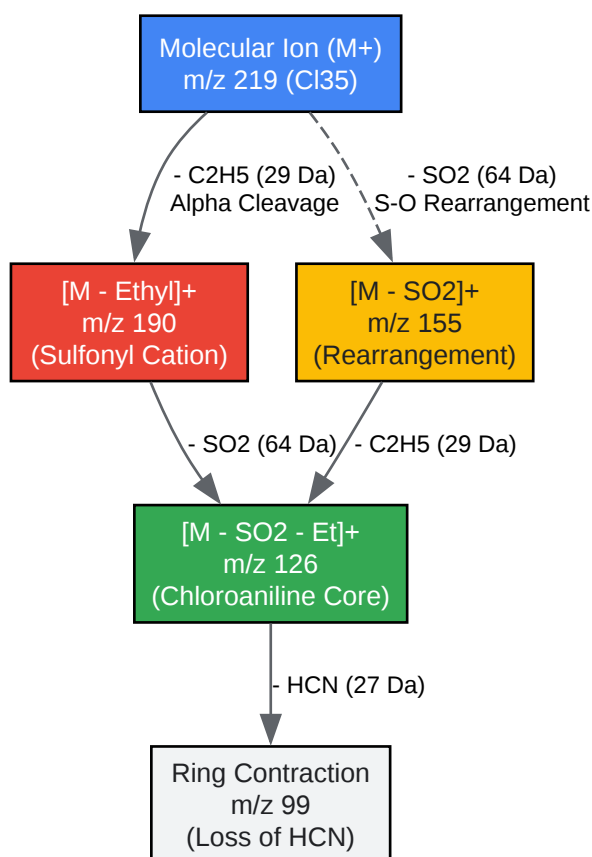 Molecular Ion (M+)
m/z 219 (Cl35)
- C2H5 (29 Da)
Alpha Cleavage
- SO2 (64 Da)
S-O Rearrangement
[M - Ethyl]+
m/z 190
(Sulfonyl Cation)
[M - SO2]+
m/z 155
(Rearrangement)
- SO2 (64 Da)
- C2H5 (29 Da)
[M - SO2 - Et]+
m/z 126
(Chloroaniline Core)
- HCN (27 Da)
Ring Contraction
m/z 99
(Loss of HCN)